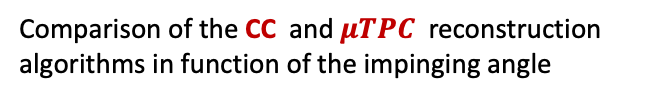 Comparison of the CC and μTPC reconstruction
algorithms in function of the impinging angle